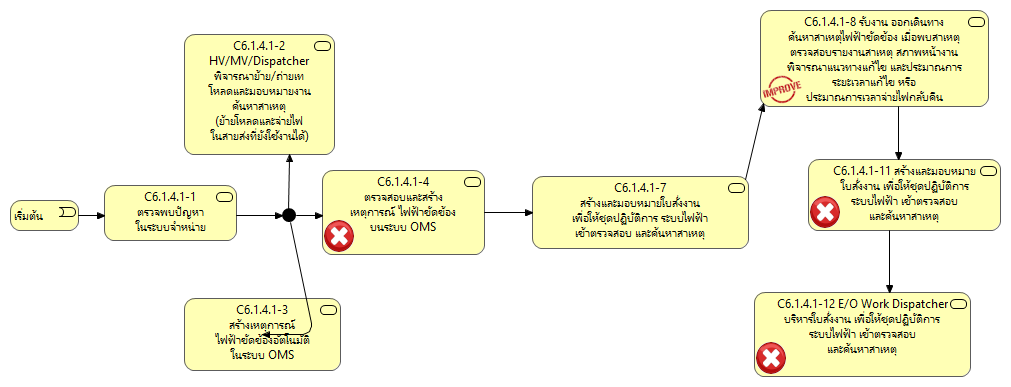 เริ่มต้น
C6.1.4.1-1
ตรวจพบปัญหา
ในระบบจำหน่าย
C6.1.4.1-2
HV/MV/Dispatcher
พิจารณาย้าย/ถ่ายเท
โหลดและมอบหมายงาน
ค้นหาสาเหตุ
(ย้ายโหลดและจ่ายไฟ
ในสายส่งที่ยังใช้งานได้)
C6.1.4.1-3
สร้างเหตุการณ์
ไฟฟ้าขัดข้องอัตโนมัติ
ในระบบ OMS
C6.1.4.1-4
ตรวจสอบและสร้าง
เหตุการณ์ ไฟฟ้าขัดข้อง
บนระบบ OMS
C6.1.4.1-7
สร้างและมอบหมายใบสั่งงาน
เพื่อให้ชุดปฏิบัติการ ระบบไฟฟ้า
เข้าตรวจสอบ และค้นหาสาเหตุ
C6.1.4.1-8 รับงาน ออกเดินทาง
ค้นหาสาเหตุไฟฟ้าขัดข้อง เมื่อพบสาเหตุ
ตรวจสอบรายงานสาเหตุ สภาพหน้างาน
พิจารณาแนวทางแก้ไข และประมาณการ
ระยะเวลาแก้ไข หรือ
ประมาณการเวลาจ่ายไฟกลับคืน
IMPROVE
C6.1.4.1-11 สร้างและมอบหมาย
ใบสั่งงาน เพื่อให้ชุดปฏิบัติการ
ระบบไฟฟ้า เข้าตรวจสอบ
และค้นหาสาเหตุ
C6.1.4.1-12 E/O Work Dispatcher
บริหารใบสั่งงาน เพื่อให้ชุดปฏิบัติการ
ระบบไฟฟ้า เข้าตรวจสอบ
และค้นหาสาเหตุ